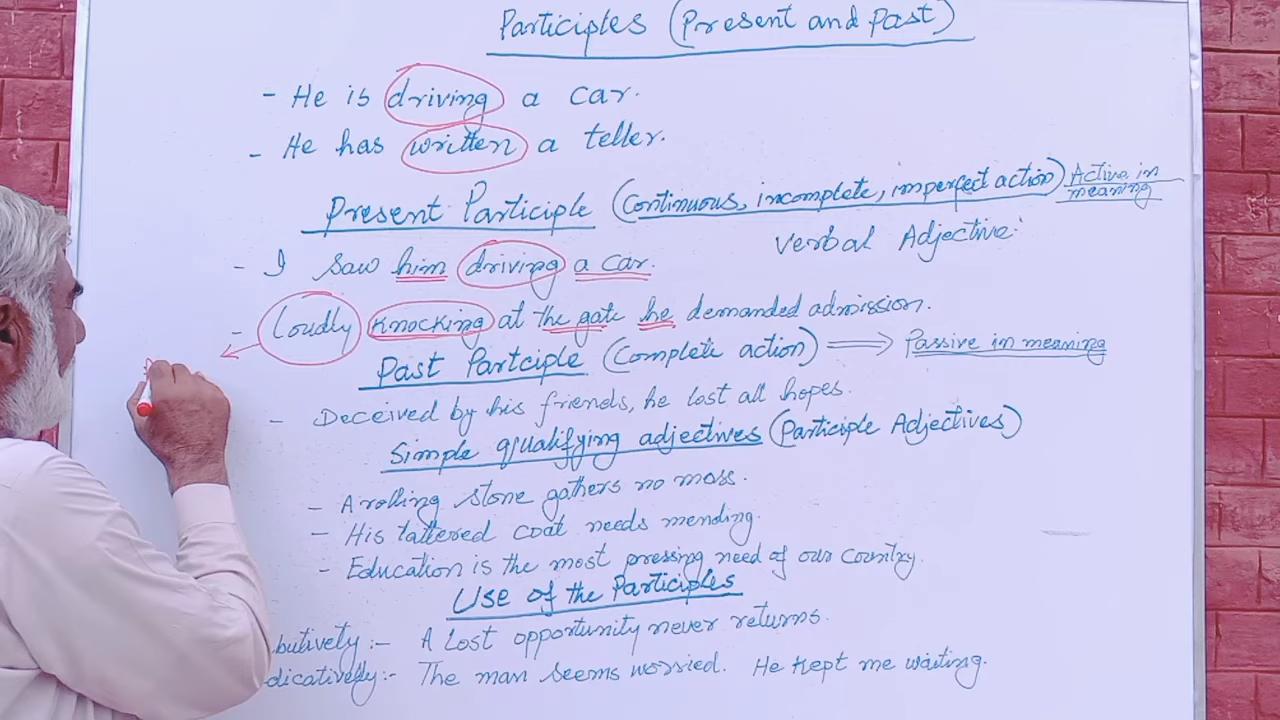 Participles (Present and Past)
- He is driving a car.
- He has written a teller.
Present Participle (Continuous, incomplete, imperfect action) Active in meaning
Verbal Adjective
- I saw him driving a car.
- Loudly knocking at the gate he demanded admission.
Past Partciple (Complete action) ⟹ Passive in meaning
- Deceived by his friends, he lost all hopes.
Simple qualifying adjectives (Participle Adjectives)
- A rolling stone gathers no moss.
- His tattered coat needs mending.
- Education is the most pressing need of our country.
Use of the Participles
butively:- A Lost opportunity never returns.
dicatively:- The man seems worried. He kept me waiting.